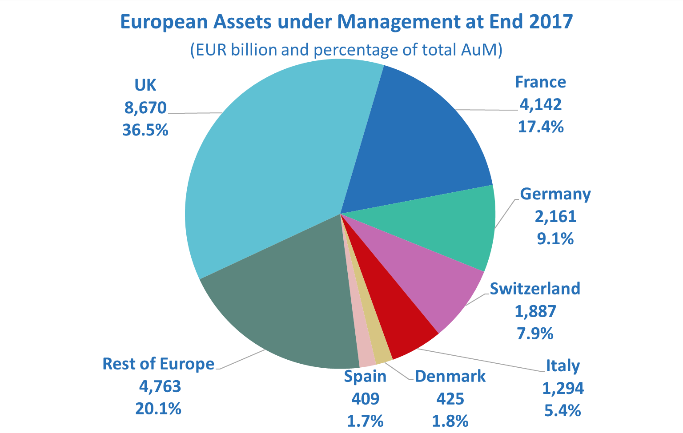 European Assets under Management at End 2017
(EUR billion and percentage of total AuM)
UK
8,670
36.5%
France
4,142
17.4%
Germany
2,161
9.1%
Switzerland
1,887
7.9%
Italy
1,294
5.4%
Denmark
425
1.8%
Spain
409
1.7%
Rest of Europe
4,763
20.1%